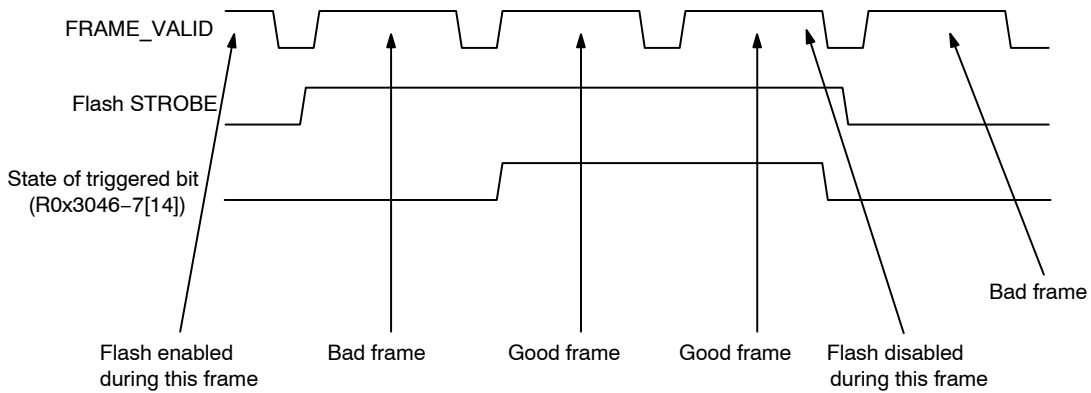 FRAME_VALID
Flash STROBE
State of triggered bit
(R0x3046−7[14])
Bad frame
Flash enabled
during this frame
Bad frame
Good frame
Good frame
Flash disabled
during this frame